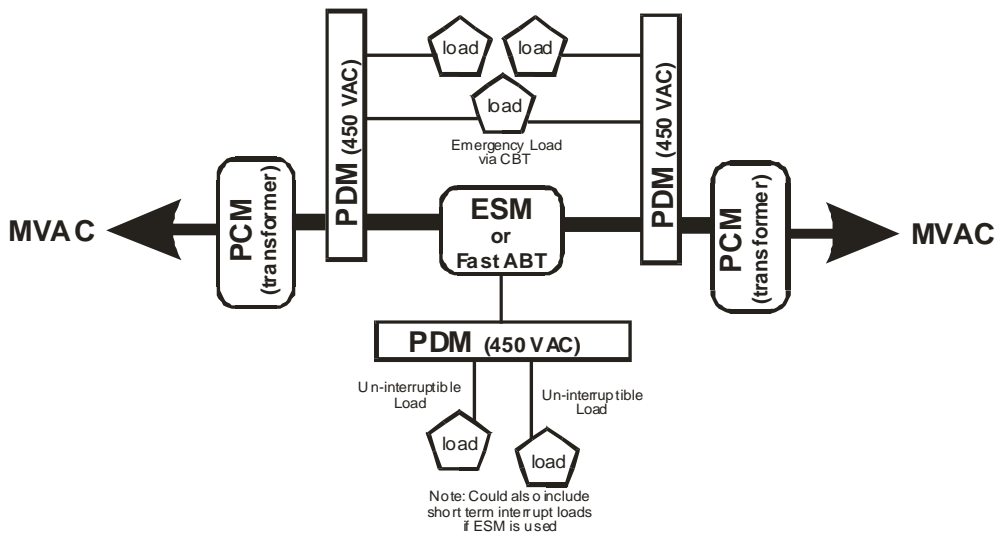 load
load
load
Emergency Load
via CBT
PDM (450 VAC)
PDM (450 VAC)
MVAC
PCM
(transformer)
ESM
or
Fast ABT
PCM
(transformer)
MVAC
PDM (450 VAC)
Un-interruptible
Load
Un-interruptible
Load
load
load
Note: Could also include
short term interrupt loads
if ESM is used